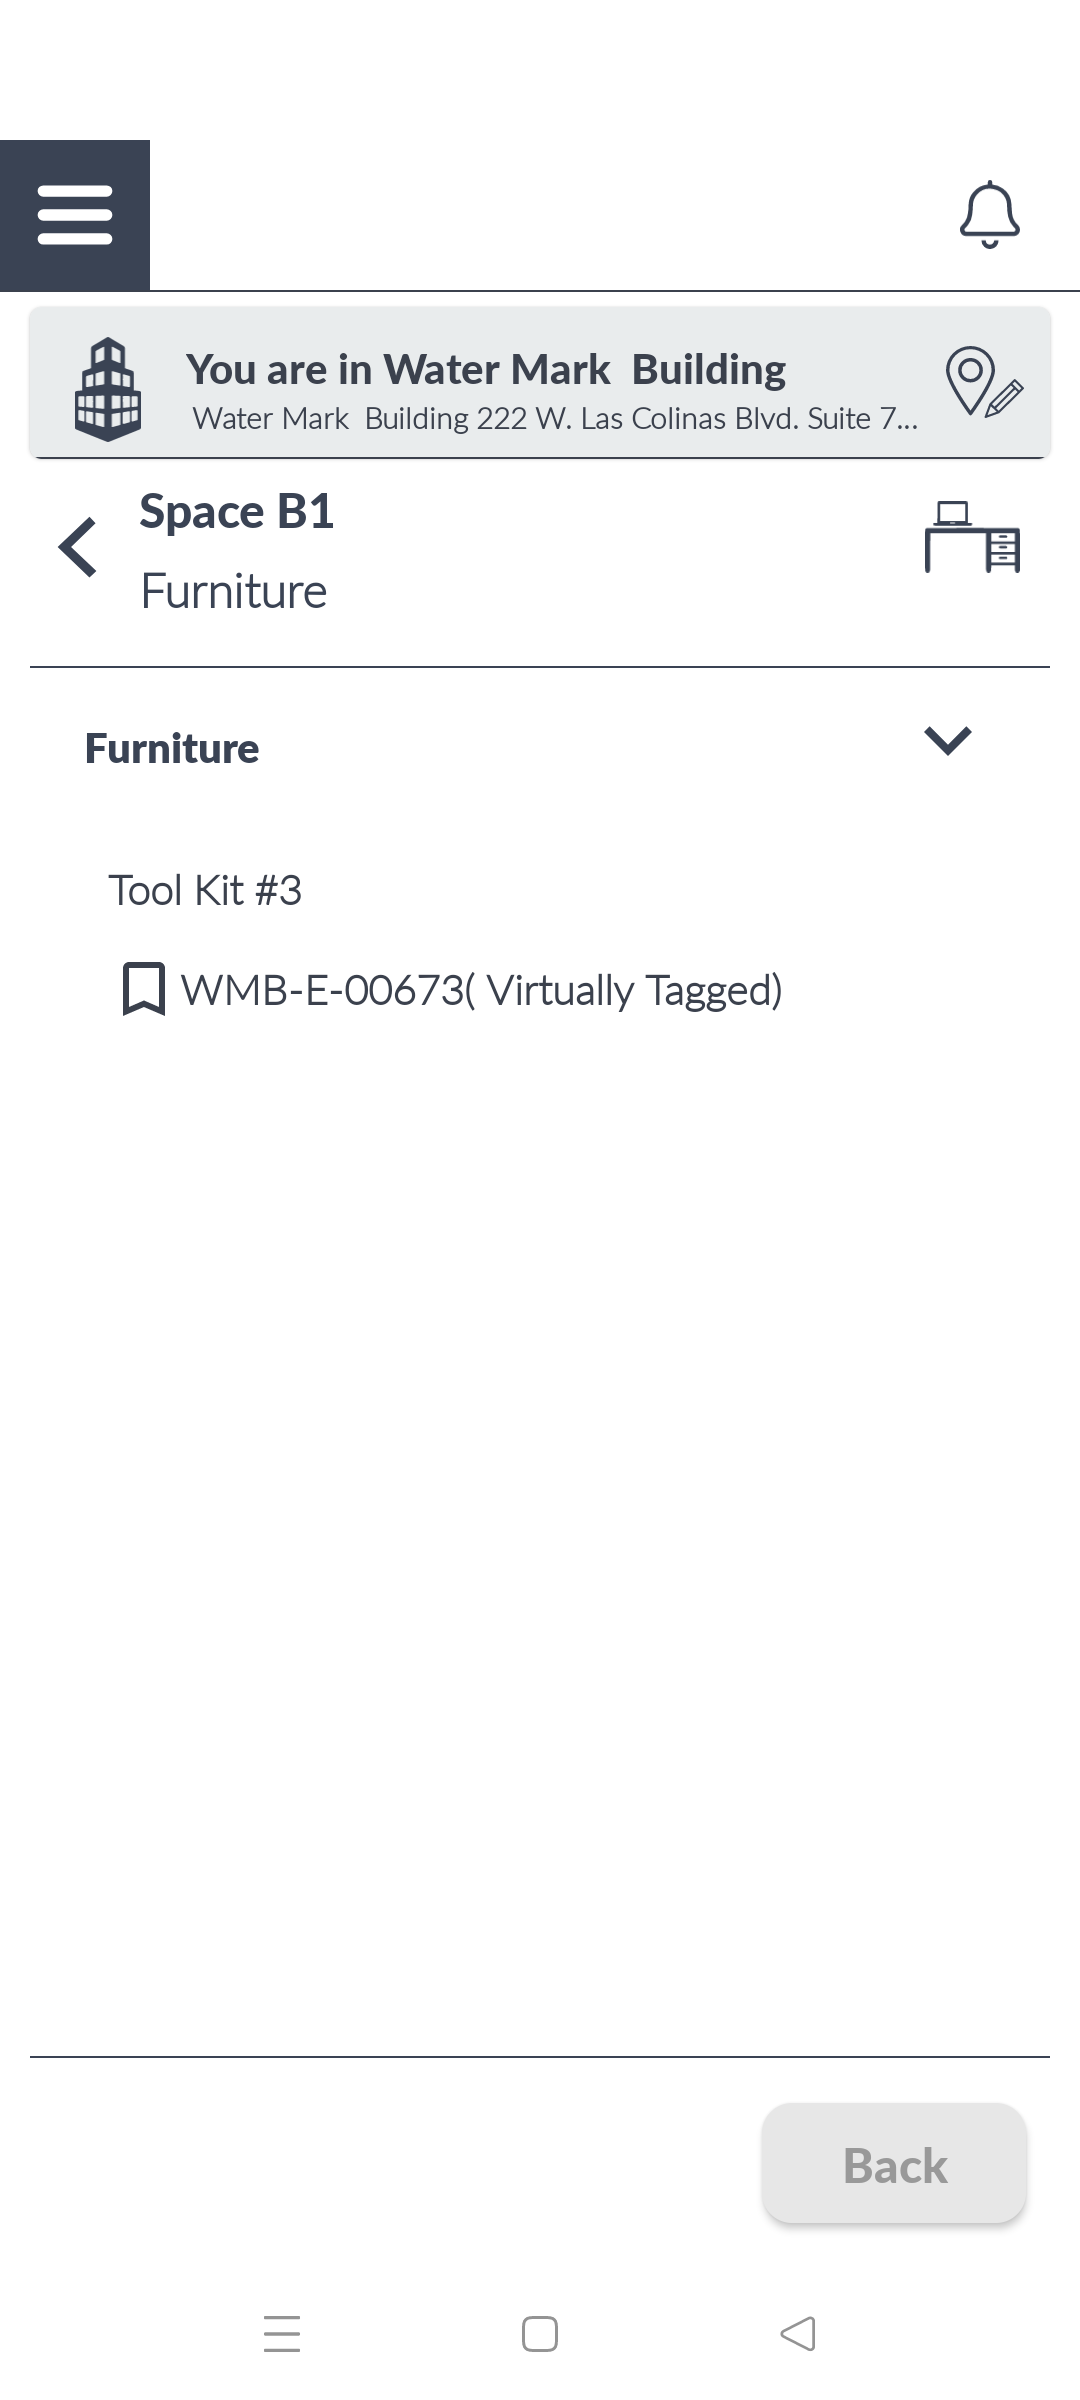 You are in Water Mark  Building
Water Mark  Building 222 W. Las Colinas Blvd. Suite 7...
Space B1
Furniture
Furniture
Tool Kit #3
WMB-E-00673( Virtually Tagged)
Back